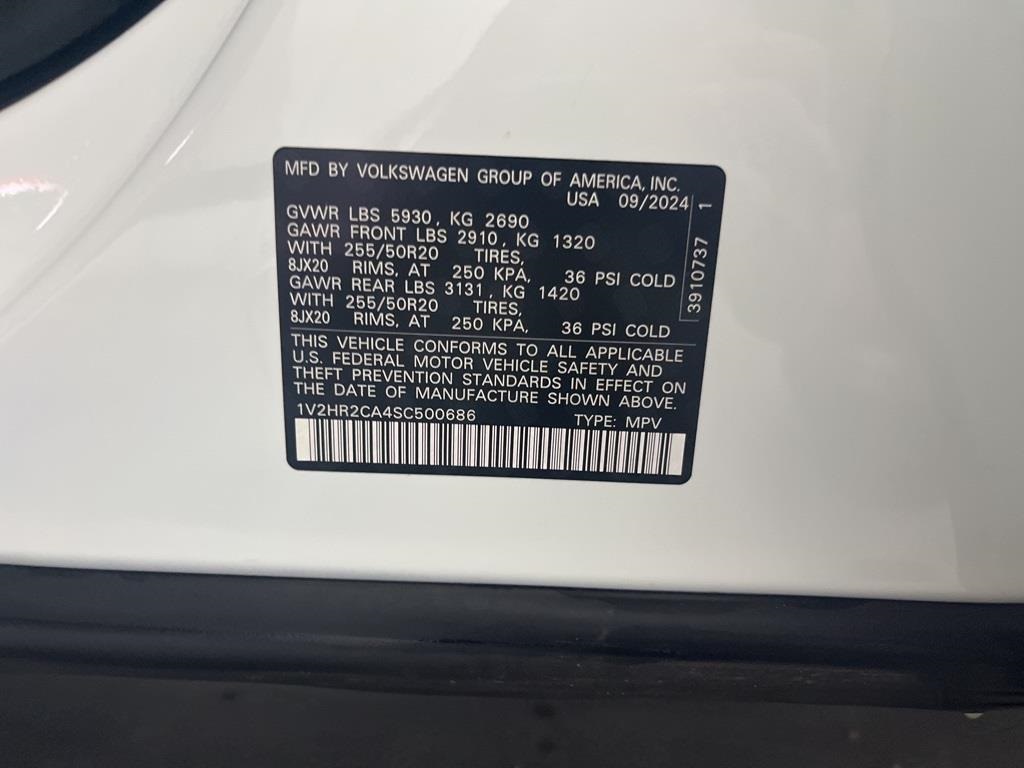 MFD BY VOLKSWAGEN GROUP OF AMERICA, INC.
USA 09/2024
GVWR LBS 5930, KG 2690
GAWR FRONT LBS 2910, KG 1320
WITH 255/50R20 TIRES,
8JX20 RIMS, AT 250 KPA, 36 PSI COLD
GAWR REAR LBS 3131, KG 1420
WITH 255/50R20 TIRES,
8JX20 RIMS, AT 250 KPA, 36 PSI COLD
3910737 1
THIS VEHICLE CONFORMS TO ALL APPLICABLE
U.S. FEDERAL MOTOR VEHICLE SAFETY AND
THEFT PREVENTION STANDARDS IN EFFECT ON
THE DATE OF MANUFACTURE SHOWN ABOVE.
1V2HR2CA4SC500686 TYPE: MPV